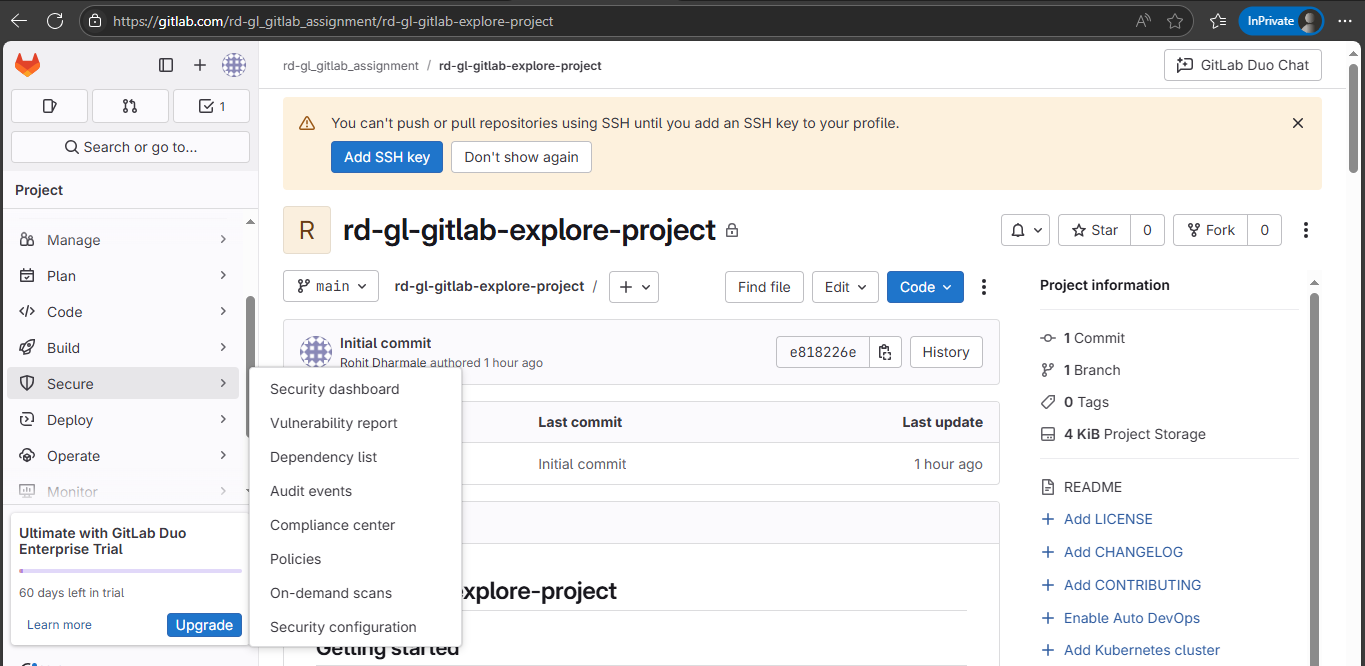 https://gitlab.com/rd-gl_gitlab_assignment/rd-gl-gitlab-explore-project
InPrivate
1
Search or go to...
Project
Manage
Plan
Code
Build
Secure
Deploy
Operate
Monitor
Ultimate with GitLab Duo
Enterprise Trial
60 days left in trial
Learn more
Upgrade
Security dashboard
Vulnerability report
Dependency list
Audit events
Compliance center
Policies
On-demand scans
Security configuration
rd-gl_gitlab_assignment / rd-gl-gitlab-explore-project
GitLab Duo Chat
You can't push or pull repositories using SSH until you add an SSH key to your profile.
Add SSH key
Don't show again
R
rd-gl-gitlab-explore-project
Star 0
Fork 0
main
rd-gl-gitlab-explore-project /
Find file
Edit
Code
Initial commit
Rohit Dharmale authored 1 hour ago
e818226e
History
Last commit
Last update
Initial commit
1 hour ago
xplore-project
Getting started
Project information
1 Commit
1 Branch
0 Tags
4 KiB Project Storage
README
Add LICENSE
Add CHANGELOG
Add CONTRIBUTING
Enable Auto DevOps
Add Kubernetes cluster